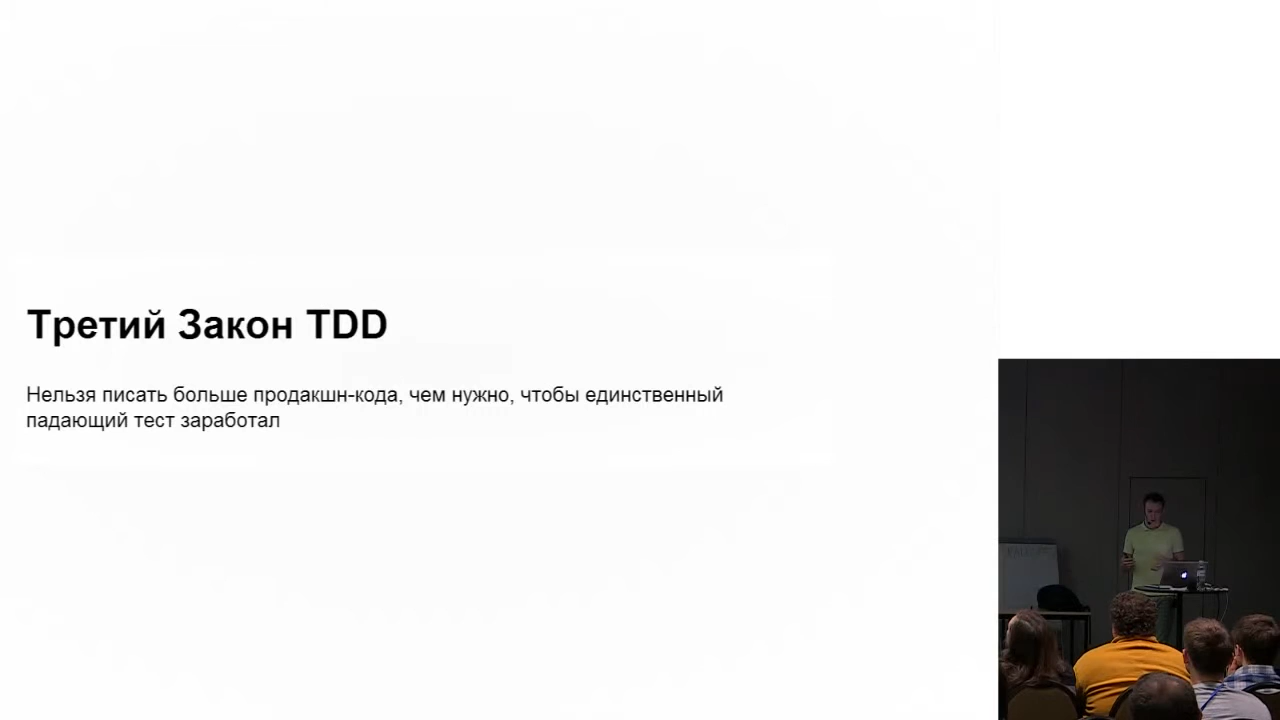 Третий Закон TDD
Нельзя писать больше продакшн-кода, чем нужно, чтобы единственный
падающий тест заработал